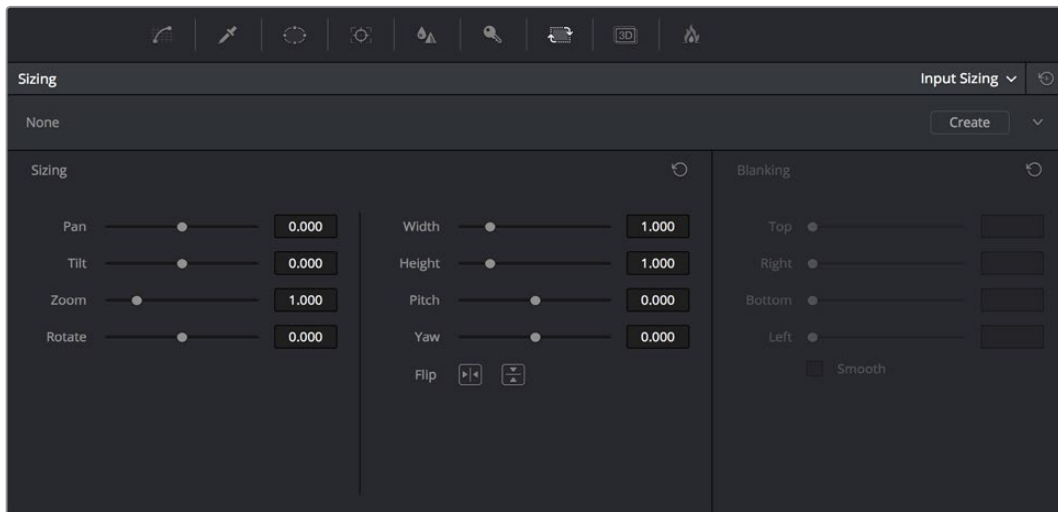 3D
Sizing Input Sizing
None Create
Sizing Blanking
Pan 0.000 Width 1.000 Top
Tilt 0.000 Height 1.000 Right
Zoom 1.000 Pitch 0.000 Bottom
Rotate 0.000 Yaw 0.000 Left
Flip Smooth